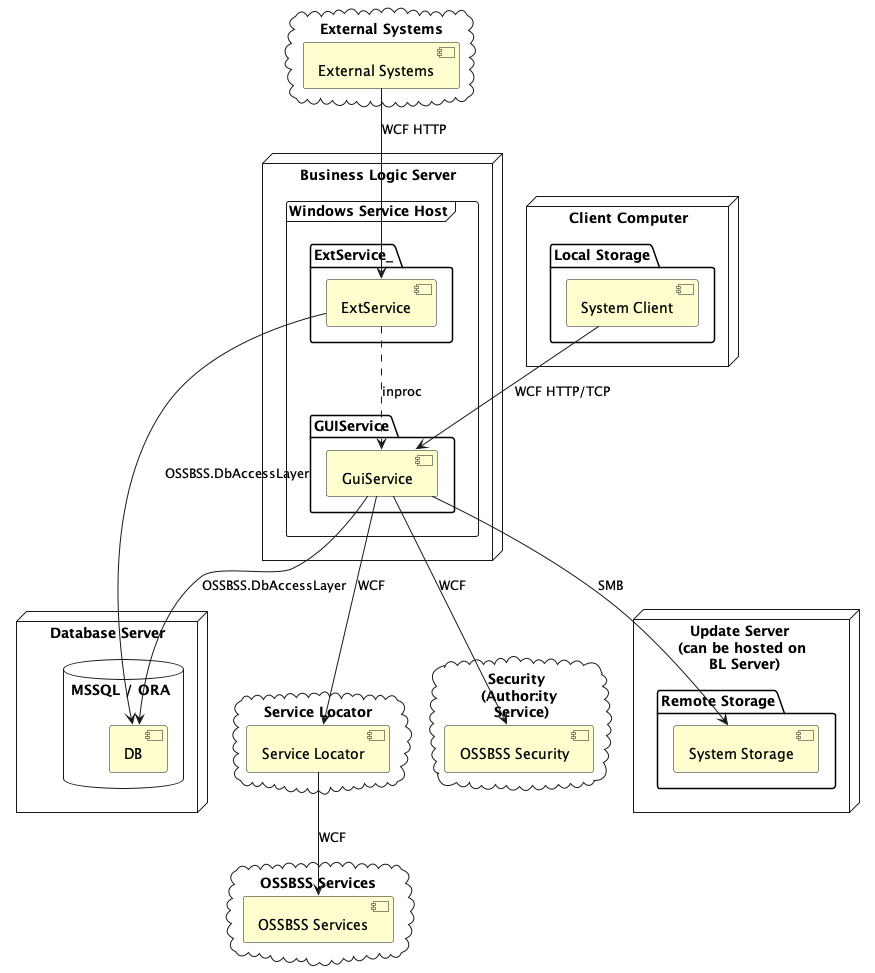 External Systems
External Systems
WCF HTTP
Business Logic Server
Windows Service Host
Client Computer
ExtService_
Local Storage
ExtService
System Client
inproc
WCF HTTP/TCP
GUIService
OSSBSS.DbAccessLayer
GuiService
OSSBSS.DbAccessLayer
WCF
WCF
SMB
Database Server
Update Server
(can be hosted on
BL Server)
MSSQL / ORA
Security
(Author:ity
Service)
Service Locator
Remote Storage
DB
Service Locator
OSSBSS Security
System Storage
WCF
OSSBSS Services
OSSBSS Services